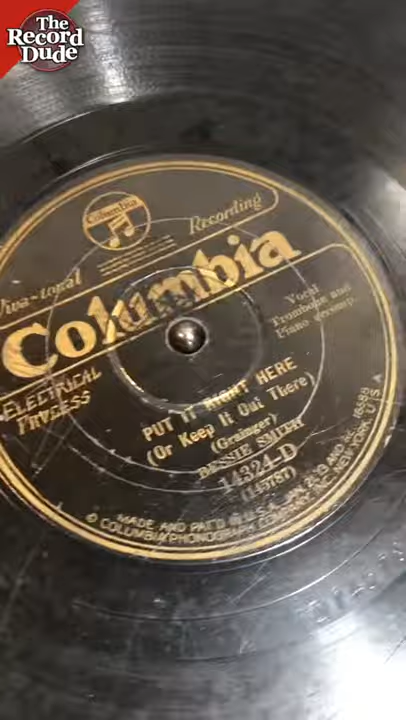 The
Record
Dude
Columbia
Viva-tonal Recording
Columbia
ELECTRICAL
PROCESS
Vocal
Trombone and
Piano Accomp.
PUT IT RIGHT HERE
(Or Keep It Out There)
(Grainger)
BESSIE SMITH
14324-D
(145787)
MADE AND PAT'D IN U.S.A.
© COLUMBIA PHONOGRAPH COMPANY NEW YORK U S A